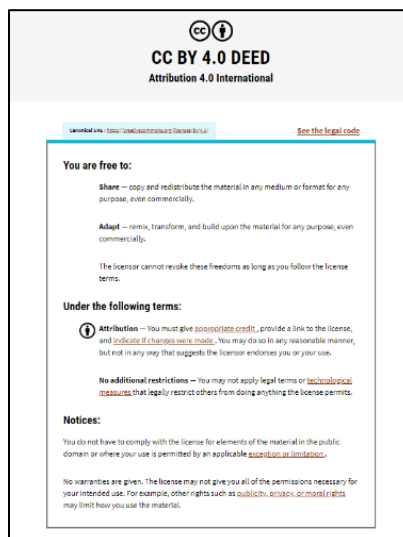 CC BY 4.0 DEED
Attribution 4.0 International
Canonical URL : https://creativecommons.org/licenses/by/4.0/
See the legal code
You are free to:
Share — copy and redistribute the material in any medium or format for any
purpose, even commercially.
Adapt — remix, transform, and build upon the material for any purpose, even
commercially.
The licensor cannot revoke these freedoms as long as you follow the license
terms.
Under the following terms:
Attribution — You must give appropriate credit , provide a link to the license,
and indicate if changes were made . You may do so in any reasonable manner,
but not in any way that suggests the licensor endorses you or your use.
No additional restrictions — You may not apply legal terms or technological
measures that legally restrict others from doing anything the license permits.
Notices:
You do not have to comply with the license for elements of the material in the public
domain or where your use is permitted by an applicable exception or limitation .
No warranties are given. The license may not give you all of the permissions necessary for
your intended use. For example, other rights such as publicity, privacy, or moral rights
may limit how you use the material.